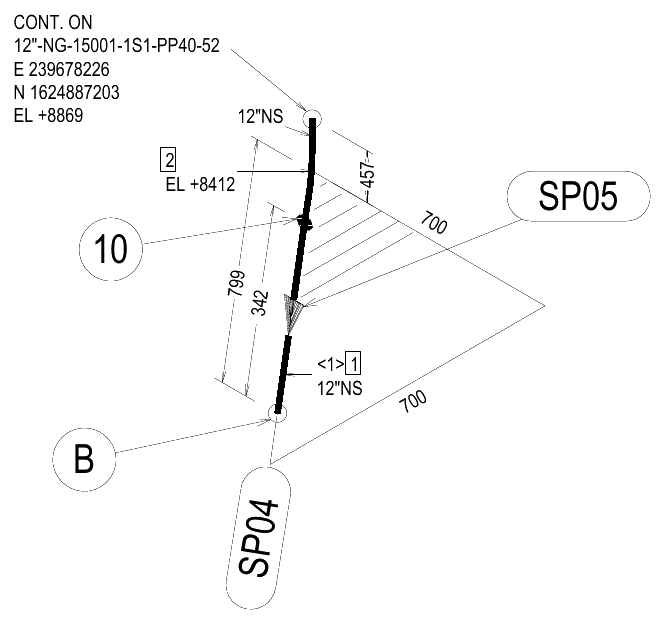 CONT. ON
12"-NG-15001-1S1-PP40-52
E 239678226
N 1624887203
EL +8869
12"NS
2
EL +8412
457
SP05
700
10
799
342
<1> 1
12"NS
700
B
SP04